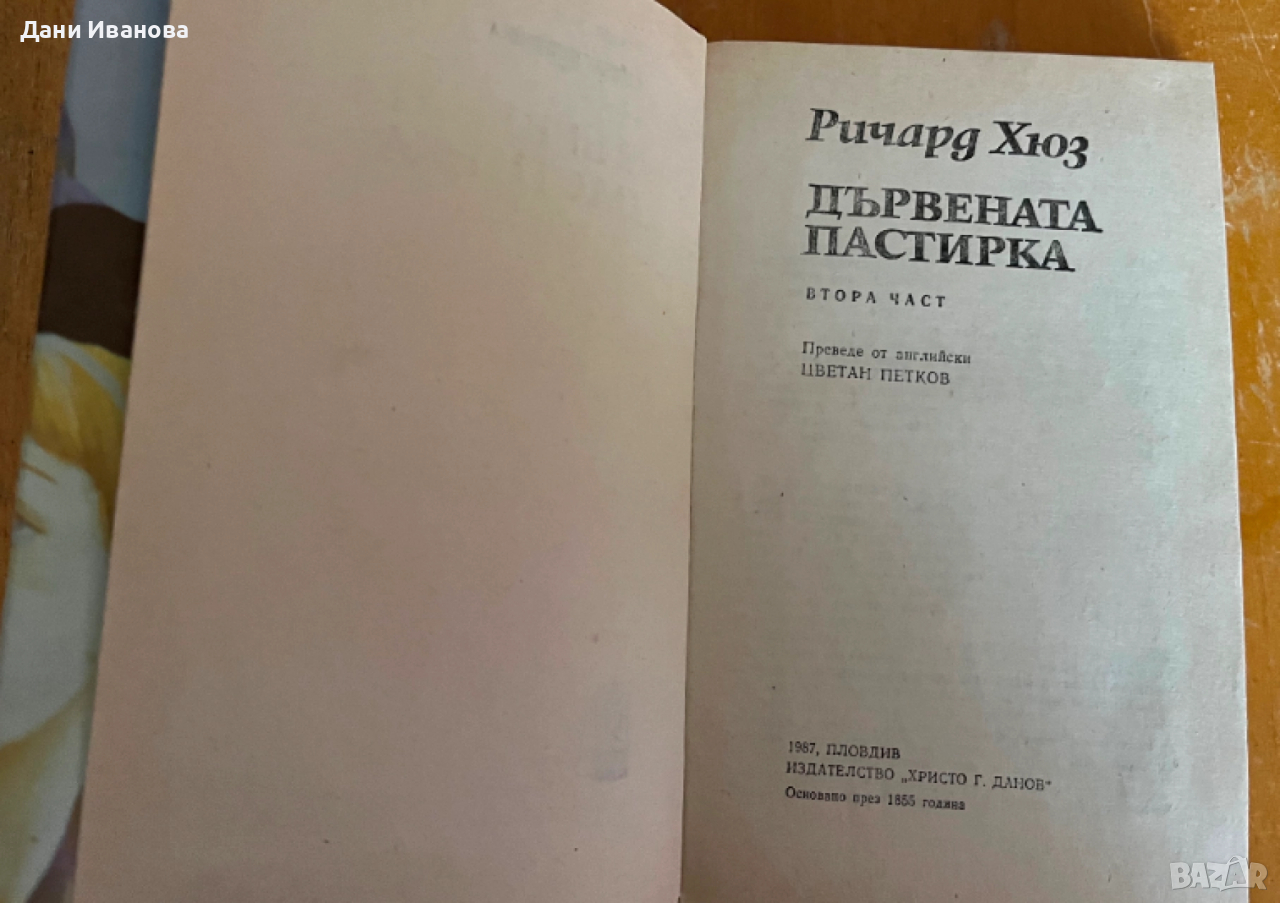 Дани Иванова
Ричард Хюз
ДЪРВЕНАТА
ПАСТИРКА
ВТОРА ЧАСТ
Преведе от английски
ЦВЕТАН ПЕТКОВ
1987, ПЛОВДИВ
ИЗДАТЕЛСТВО „ХРИСТО Г. ДАНОВ"
Основано през 1855 година
BAZAR